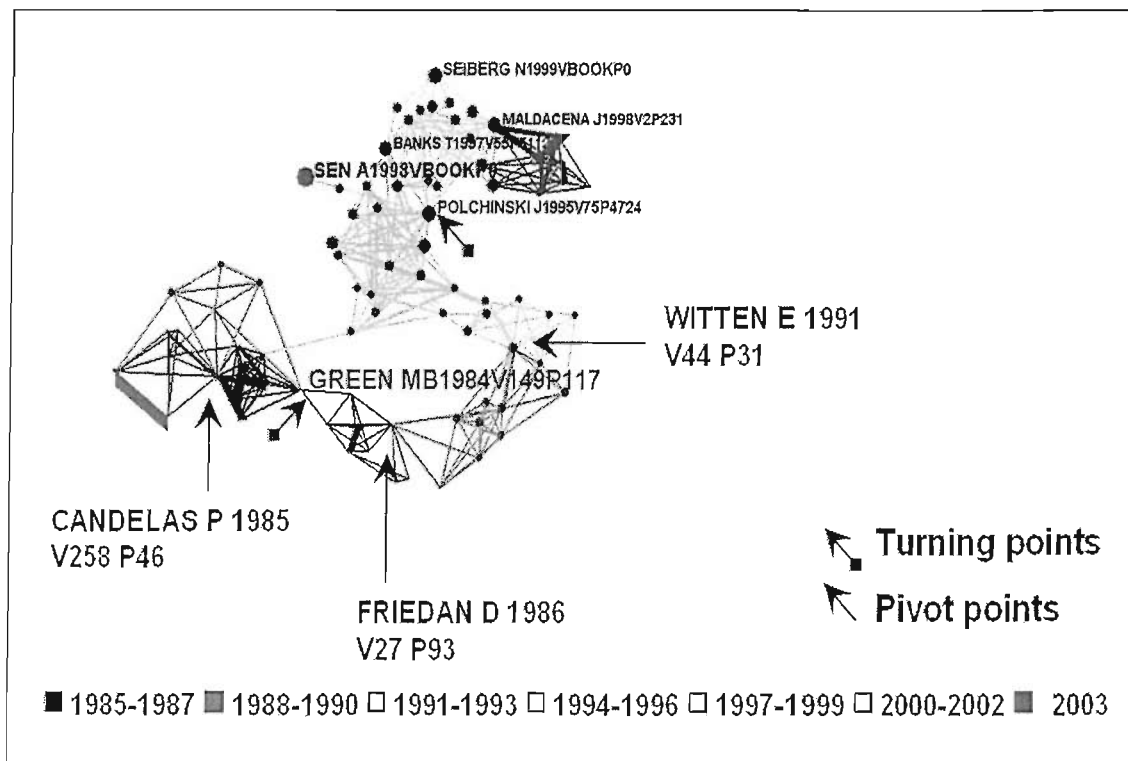 SEIBERG N1999VBOOKP0
MALDACENA J1998V2P231
BANKS
SEN A1998VBOOKP0
POLCHINSKI J1995V75P4724
WITTEN E 1991
V44 P31
GREEN MB1984V149P117
CANDELAS P 1985
V258 P46
FRIEDAN D 1986
V27 P93
Turning points
Pivot points
1985-1987 1988-1990 1991-1993 1994-1996 1997-1999 2000-2002 2003